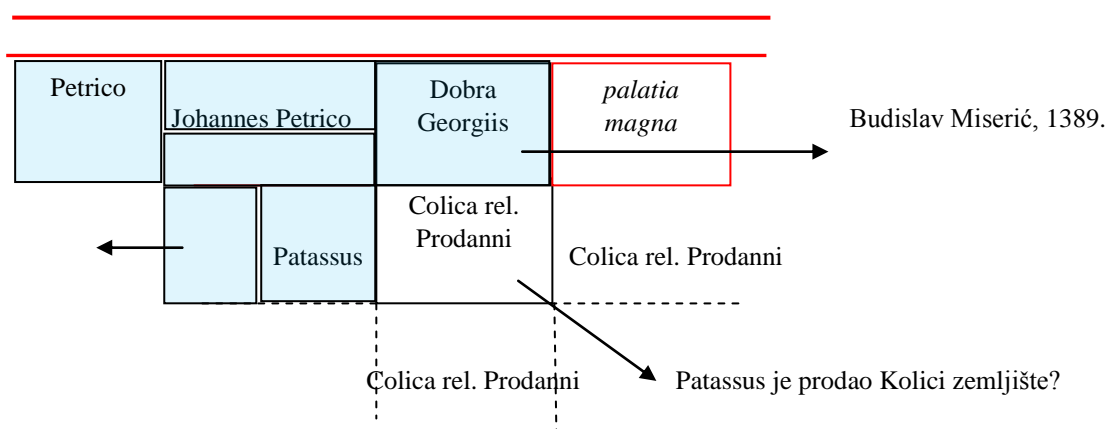 Petrico
Johannes Petrico
Dobra
Georgiis
palatia
magna
Budislav Miserić, 1389.
Colica rel.
Prodanni
Patassus
Colica rel. Prodanni
Colica rel. Prodanni
Patassus je prodao Kolici zemljište?